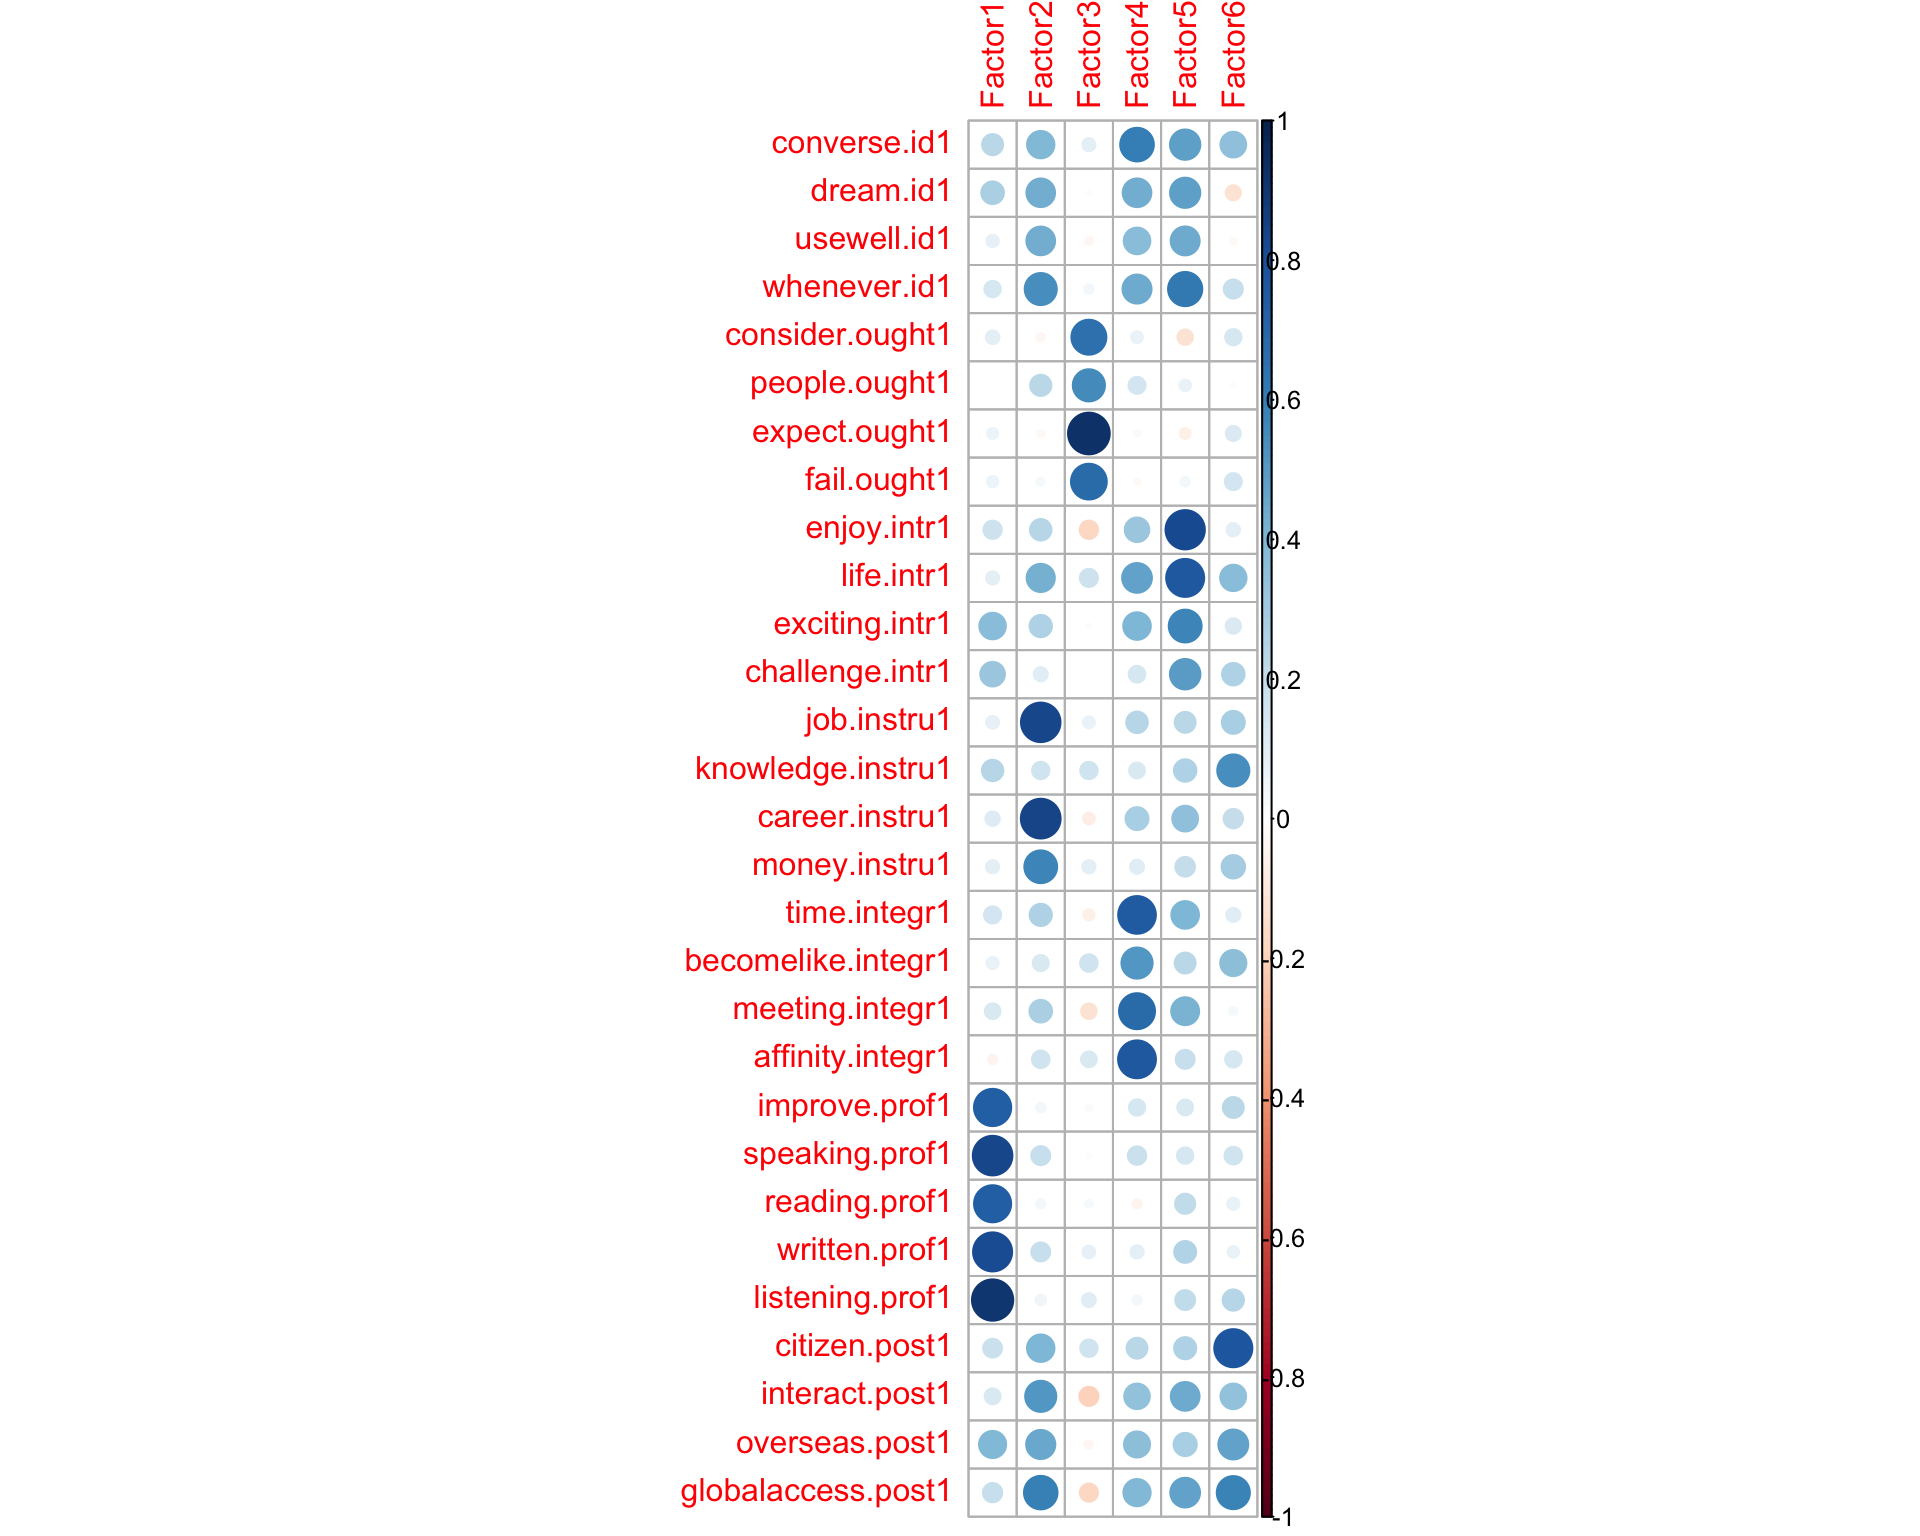 Factor1 Factor2 Factor3 Factor4 Factor5 Factor6
converse.id1
dream.id1
usewell.id1
whenever.id1
consider.ought1
people.ought1
expect.ought1
fail.ought1
enjoy.intr1
life.intr1
exciting.intr1
challenge.intr1
job.instru1
knowledge.instru1
career.instru1
money.instru1
time.integr1
becomelike.integr1
meeting.integr1
affinity.integr1
improve.prof1
speaking.prof1
reading.prof1
written.prof1
listening.prof1
citizen.post1
interact.post1
overseas.post1
globalaccess.post1
1
0.8
0.6
0.4
0.2
0
-0.2
-0.4
-0.6
-0.8
-1